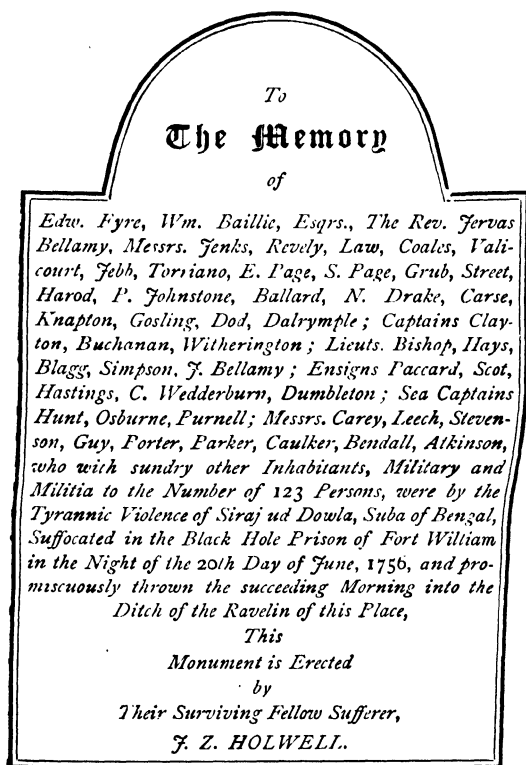 To
The Memory
of
Edw. Eyre, Wm. Baillie, Esqrs., The Rev. Jervas
Bellamy, Messrs. Jenks, Revely, Law, Coales, Vali-
court, Jebb, Torriano, E. Page, S. Page, Grub, Street,
Harod, P. Johnstone, Ballard, N. Drake, Carse,
Knapton, Gosling, Dod, Dalrymple; Captains Clay-
ton, Buchanan, Witherington; Lieuts. Bishop, Hays,
Blagg, Simpson, J. Bellamy; Ensigns Paccard, Scot,
Hastings, C. Wedderburn, Dumbleton; Sea Captains
Hunt, Osburne, Purnell; Messrs. Carey, Leech, Steven-
son, Guy, Porter, Parker, Caulker, Bendall, Atkinson,
who with sundry other Inhabitants, Military and
Militia to the Number of 123 Persons, were by the
Tyrannic Violence of Siraj ud Dowla, Suba of Bengal,
Suffocated in the Black Hole Prison of Fort William
in the Night of the 20th Day of June, 1756, and pro-
miscuously thrown the succeeding Morning into the
Ditch of the Ravelin of this Place,
This
Monument is Erected
by
Their Surviving Fellow Sufferer,
J. Z. HOLWELL.